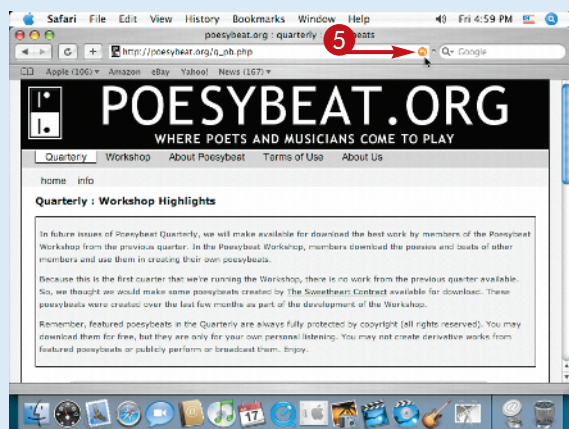 Safari File Edit View History Bookmarks Window Help Fri 4:59 PM
poesybeat.org : quarterly : beats
5
http://poesybeat.org/q_pb.php Google
Apple (106) Amazon eBay Yahoo! News (167)
POESYBEAT.ORG
WHERE POETS AND MUSICIANS COME TO PLAY
Quarterly Workshop About Poesybeat Terms of Use About Us
home info
Quarterly : Workshop Highlights
In future issues of Poesybeat Quarterly, we will make available for download the best work by members of the Poesybeat
Workshop from the previous quarter. In the Poesybeat Workshop, members download the poesies and beats of other
members and use them in creating their own poesybeats.
Because this is the first quarter that we're running the Workshop, there is no work from the previous quarter available.
So, we thought we would make some poesybeats created by The Sweetheart Contract available for download. These
poesybeats were created over the last few months as part of the development of the Workshop.
Remember, featured poesybeats in the Quarterly are always fully protected by copyright (all rights reserved). You may
download them for free, but they are only for your own personal listening. You may not create derivative works from
featured poesybeats or publicly perform or broadcast them. Enjoy.
17